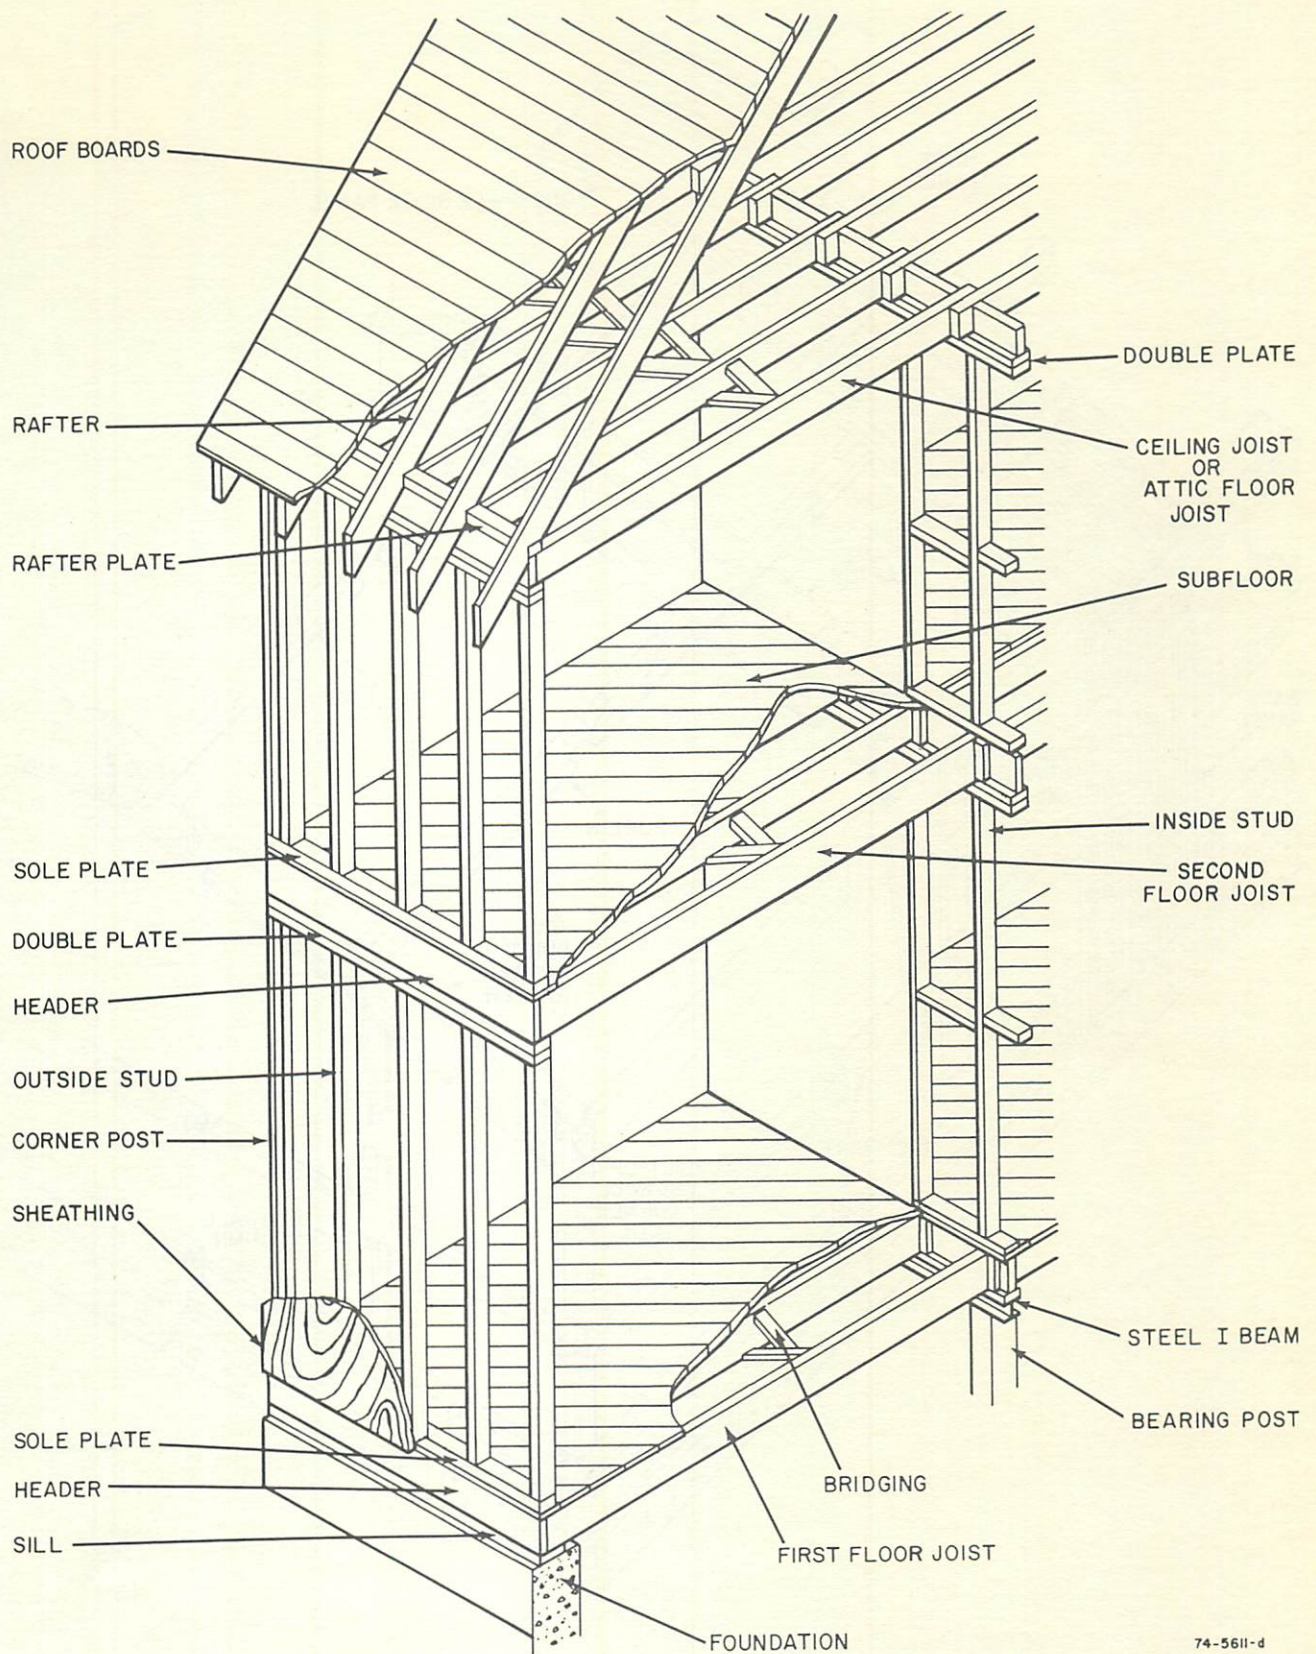 ROOF BOARDS
RAFTER
RAFTER PLATE
SOLE PLATE
DOUBLE PLATE
HEADER
OUTSIDE STUD
CORNER POST
SHEATHING
SOLE PLATE
HEADER
SILL
DOUBLE PLATE
CEILING JOIST
OR
ATTIC FLOOR
JOIST
SUBFLOOR
INSIDE STUD
SECOND
FLOOR JOIST
STEEL I BEAM
BEARING POST
BRIDGING
FIRST FLOOR JOIST
FOUNDATION
74-5611-d